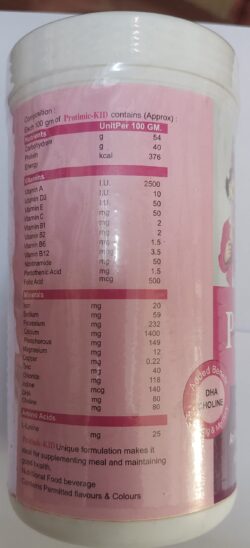 Composition :
Each 100 gm of Protimic-KID contains (Approx) :
Nutrients Unit Per 100 GM.
Carbohydrate g 54
Protein g 40
Energy kcal 376
Vitamins
Vitamin A I.U. 2500
Vitamin D3 I.U. 10
Vitamin E I.U. 50
Vitamin C mg 50
Vitamin B1 mg 2
Vitamin B2 mg 2
Vitamin B6 mg 1.5
Vitamin B12 mcg 3.5
Niacinamide mg 50
Pantothenic Acid mg 1.5
Folic Acid mcg 500
Minerals
Iron mg 20
Sodium mg 59
Potassium mg 232
Calcium mg 1400
Phosphorous mg 149
Magnesium mg 12
Copper mg 0.22
Zinc mg 40
Chloride mg 118
Iodine mcg 140
DHA mg 80
Choline mg 80
Amino Acids
L-Lysine mg 25
Protimic-KID Unique formulation makes it
ideal for supplementing meal and maintaining
good health.
Nutritional Food beverage
Contains Permitted flavours & Colours
P
Added
DHA
CHOLINE